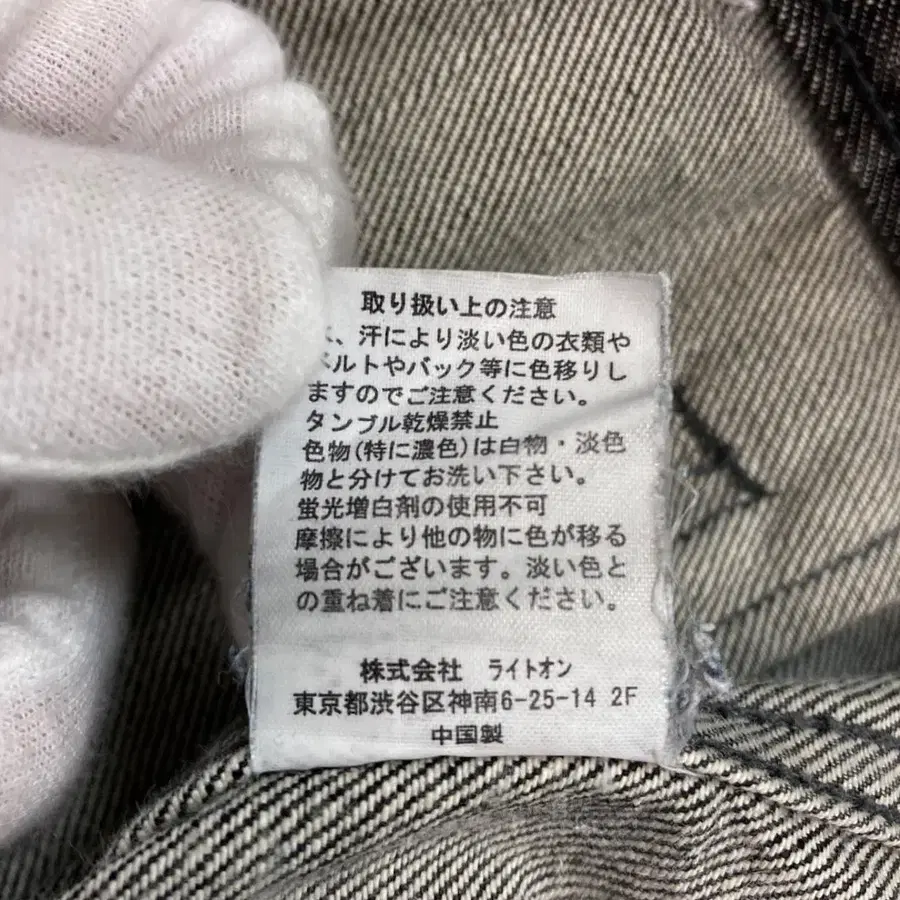 取り扱い上の注意
、汗により淡い色の衣類や
ベルトやバック等に色移りし
ますのでご注意ください。
タンブル乾燥禁止
色物(特に濃色)は白物・淡色
物と分けてお洗い下さい。
蛍光増白剤の使用不可
摩擦により他の物に色が移る
場合がございます。淡い色と
の重ね着にご注意ください。
株式会社 ライトオン
東京都渋谷区神南6-25-14 2F
中国製